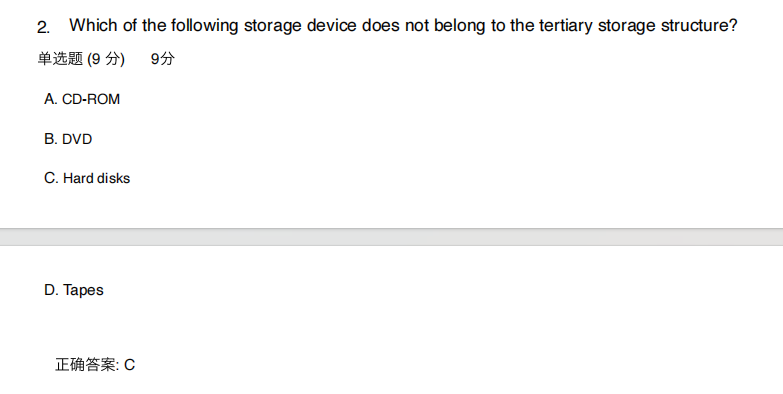 2. Which of the following storage device does not belong to the tertiary storage structure?
单选题 (9 分) 9分
A. CD-ROM
B. DVD
C. Hard disks
D. Tapes
正确答案: C